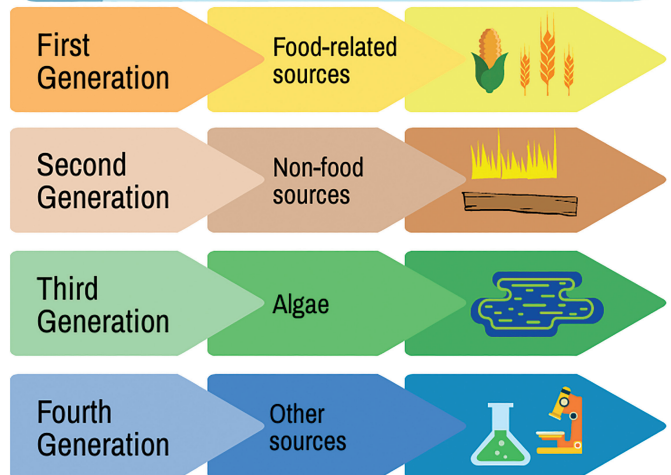 First
Generation
Food-related
sources
Second
Generation
Non-food
sources
Third
Generation
Algae
Fourth
Generation
Other
sources